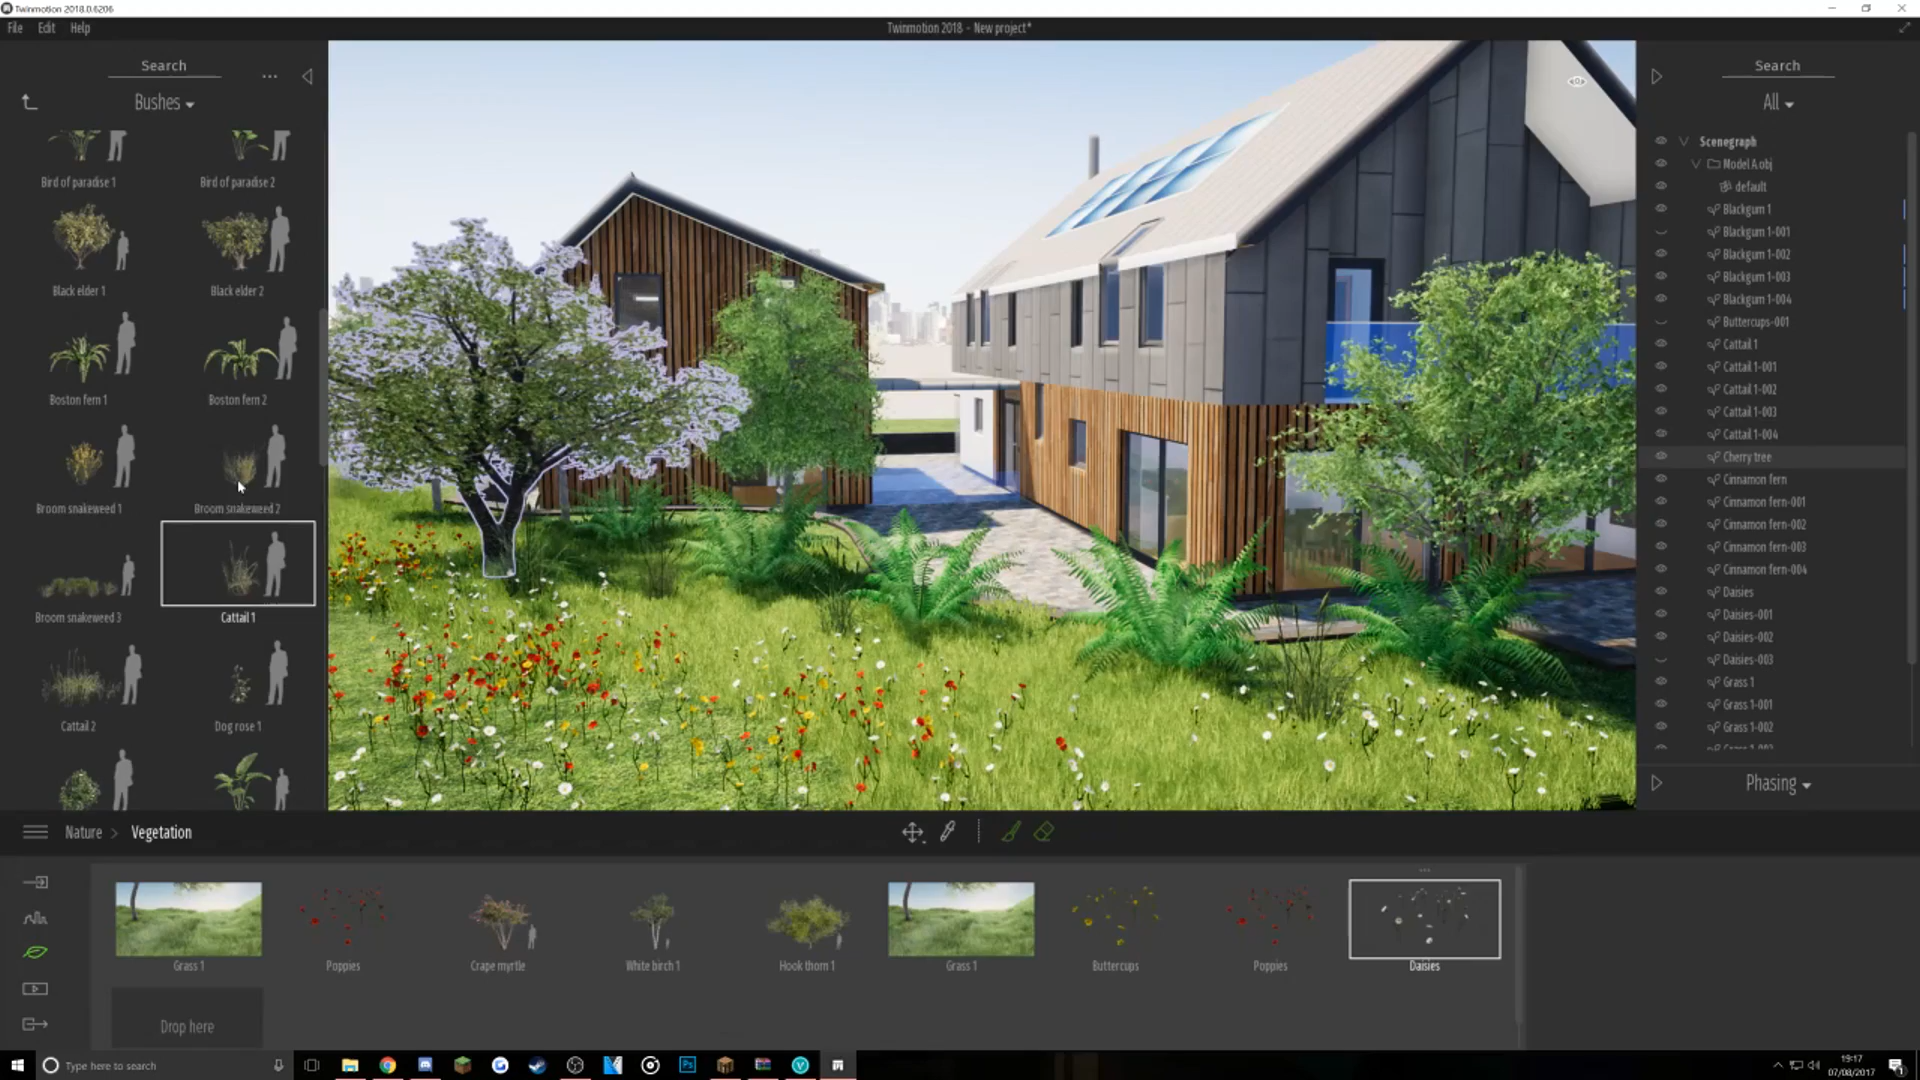 Twinmotion 2018.0.6206
File Edit Help
Twinmotion 2018 - New project*
Search
...
Bushes
Bird of paradise 1
Bird of paradise 2
Black elder 1
Black elder 2
Boston fern 1
Boston fern 2
Broom snakeweed 1
Broom snakeweed 2
Broom snakeweed 3
Cattail 1
Cattail 2
Dog rose 1
Search
All
Scenegraph
Model A.obj
default
Blackgum 1
Blackgum 1-001
Blackgum 1-002
Blackgum 1-003
Blackgum 1-004
Buttercups-001
Cattail 1
Cattail 1-001
Cattail 1-002
Cattail 1-003
Cattail 1-004
Cherry tree
Cinnamon fern
Cinnamon fern-001
Cinnamon fern-002
Cinnamon fern-003
Cinnamon fern-004
Daisies
Daisies-001
Daisies-002
Daisies-003
Grass 1
Grass 1-001
Grass 1-002
Phasing
Nature > Vegetation
Grass 1
Poppies
Crape myrtle
White birch 1
Hook thorn 1
Grass 1
Buttercups
Poppies
Daisies
Drop here
Type here to search
Ps
19:17
07/08/2017